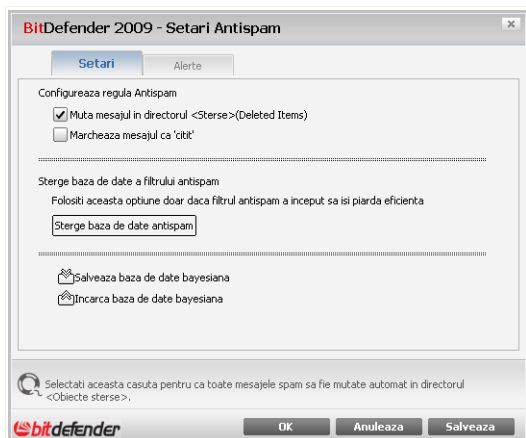 BitDefender 2009 - Setari Antispam
x
Setari
Alerte
Configureaza regula Antispam
Muta mesajul in directorul <Sterse>(Deleted Items)
Marcheaza mesajul ca 'citit'
Sterge baza de date a filtrului antispam
Folositi aceasta optiune doar daca filtrul antispam a inceput sa isi piarda eficienta
Sterge baza de date antispam
Salveaza baza de date bayesiana
Incarca baza de date bayesiana
Selectati aceasta casuta pentru ca toate mesajele spam sa fie mutate automat in directorul
<Obiecte sterse>.
bitdefender
OK
Anuleaza
Salveaza